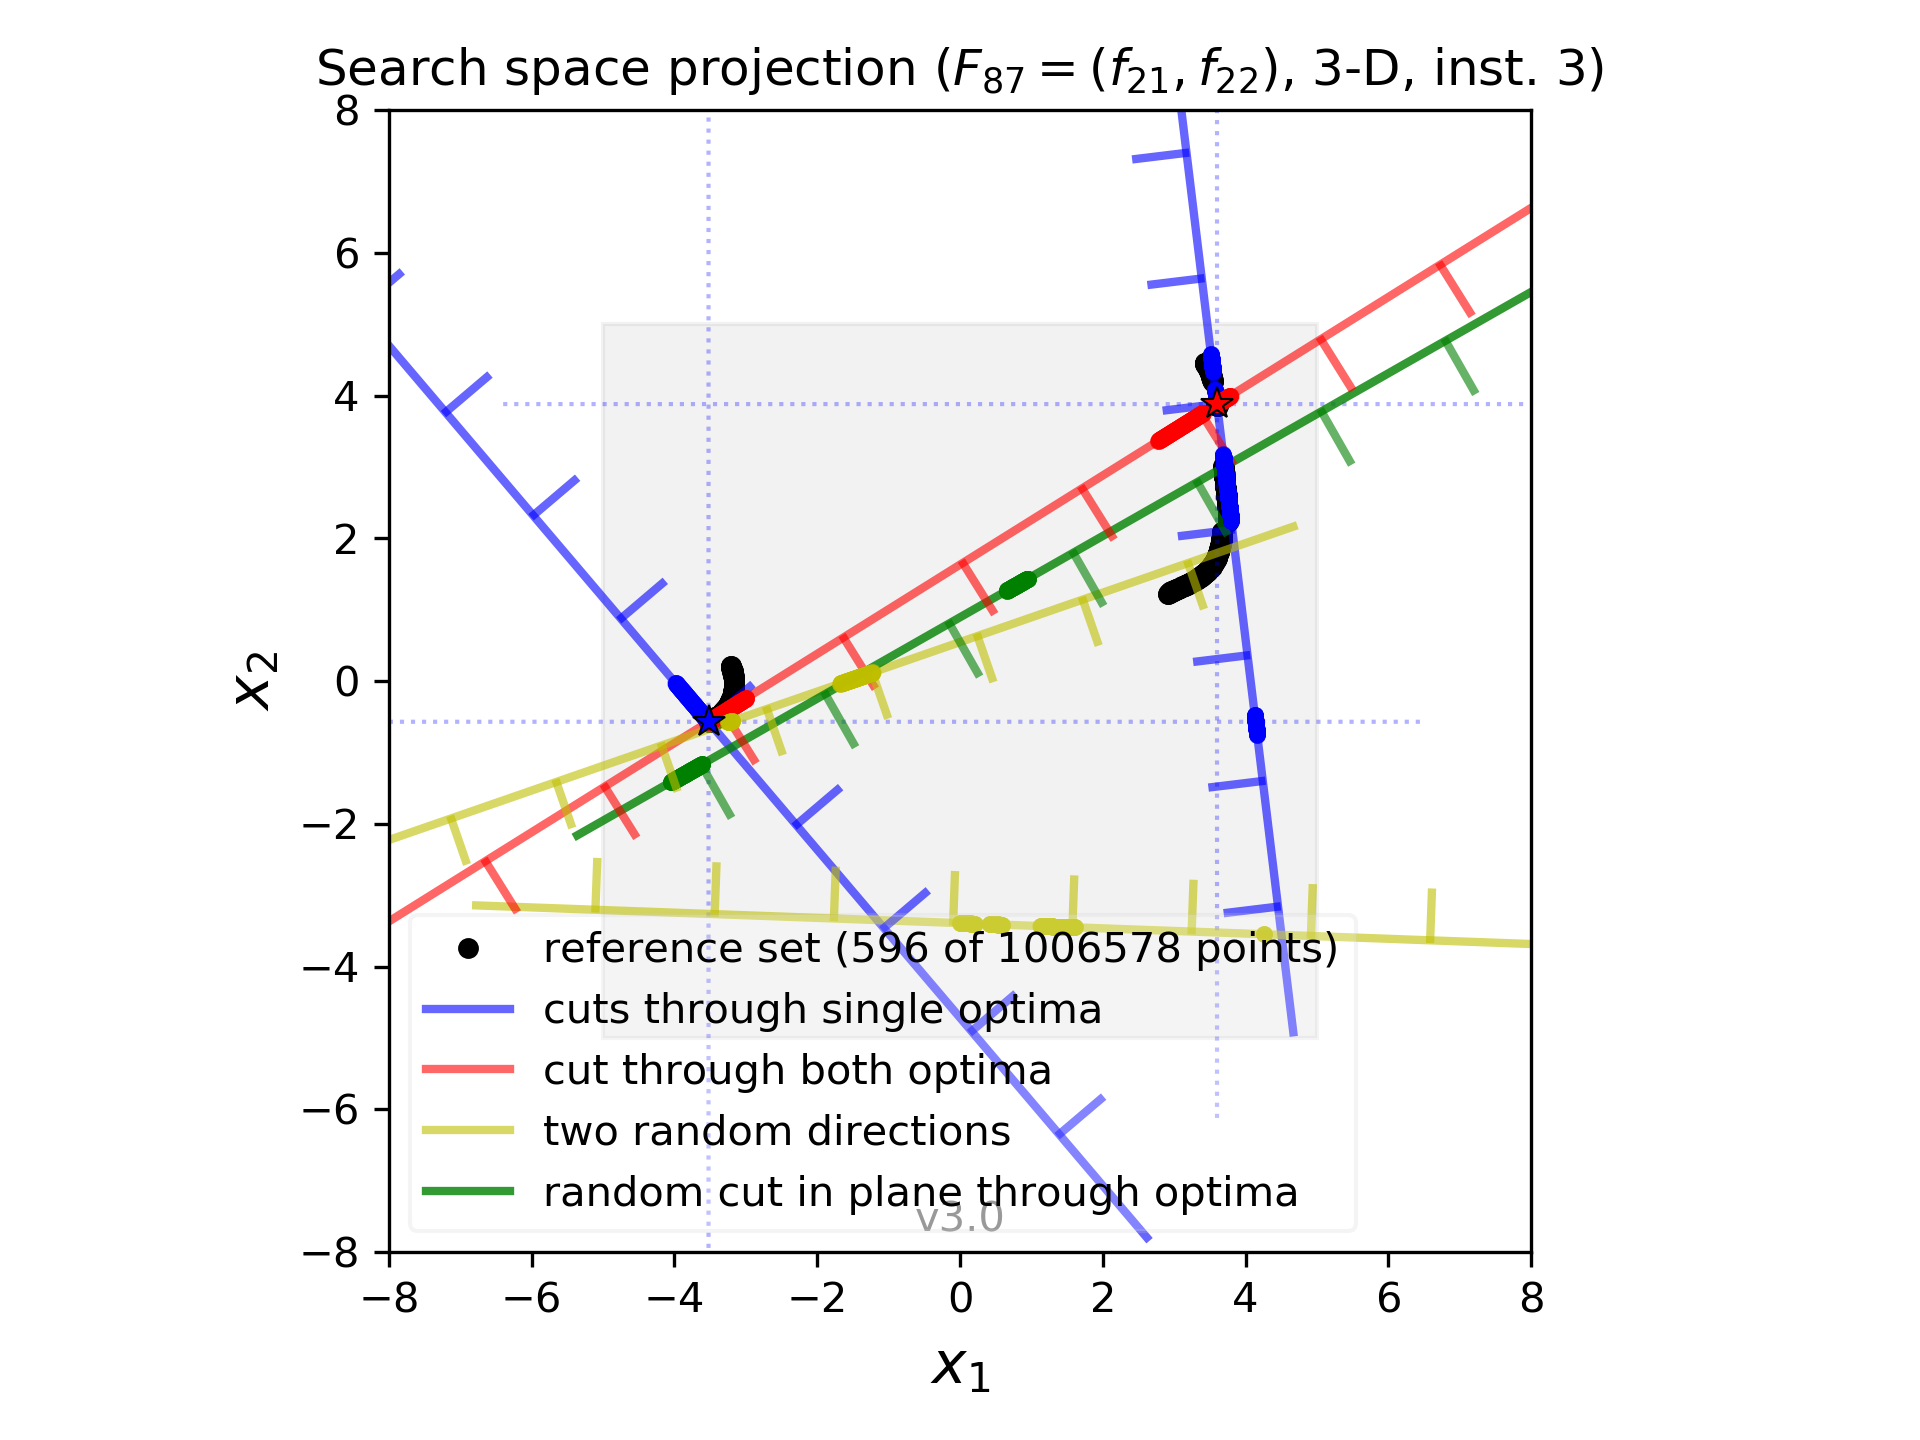 Search space projection (F₈₇ = (f₂₁, f₂₂), 3-D, inst. 3)
8
6
4
2
0
−2
−4
−6
−8
x₂
reference set (596 of 1006578 points)
cuts through single optima
cut through both optima
two random directions
random cut in plane through optima
v3.0
−8 −6 −4 −2 0 2 4 6 8
x₁